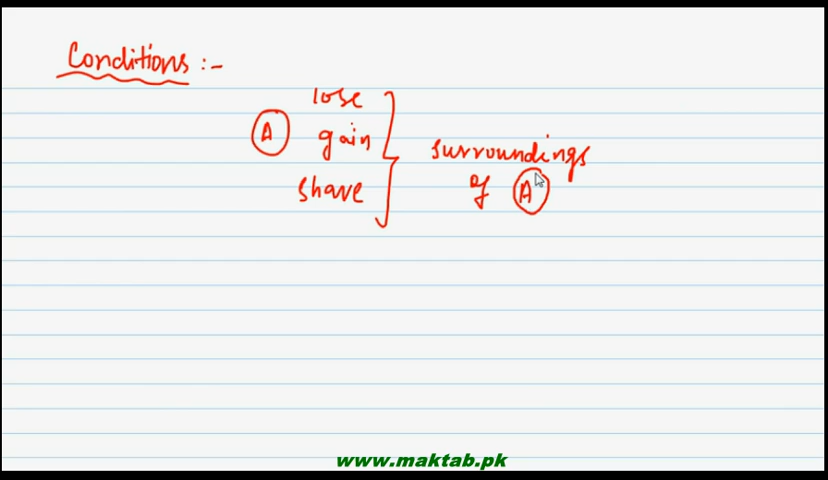 Conditions :-
lose
A gain surroundings
share of A
www.maktab.pk